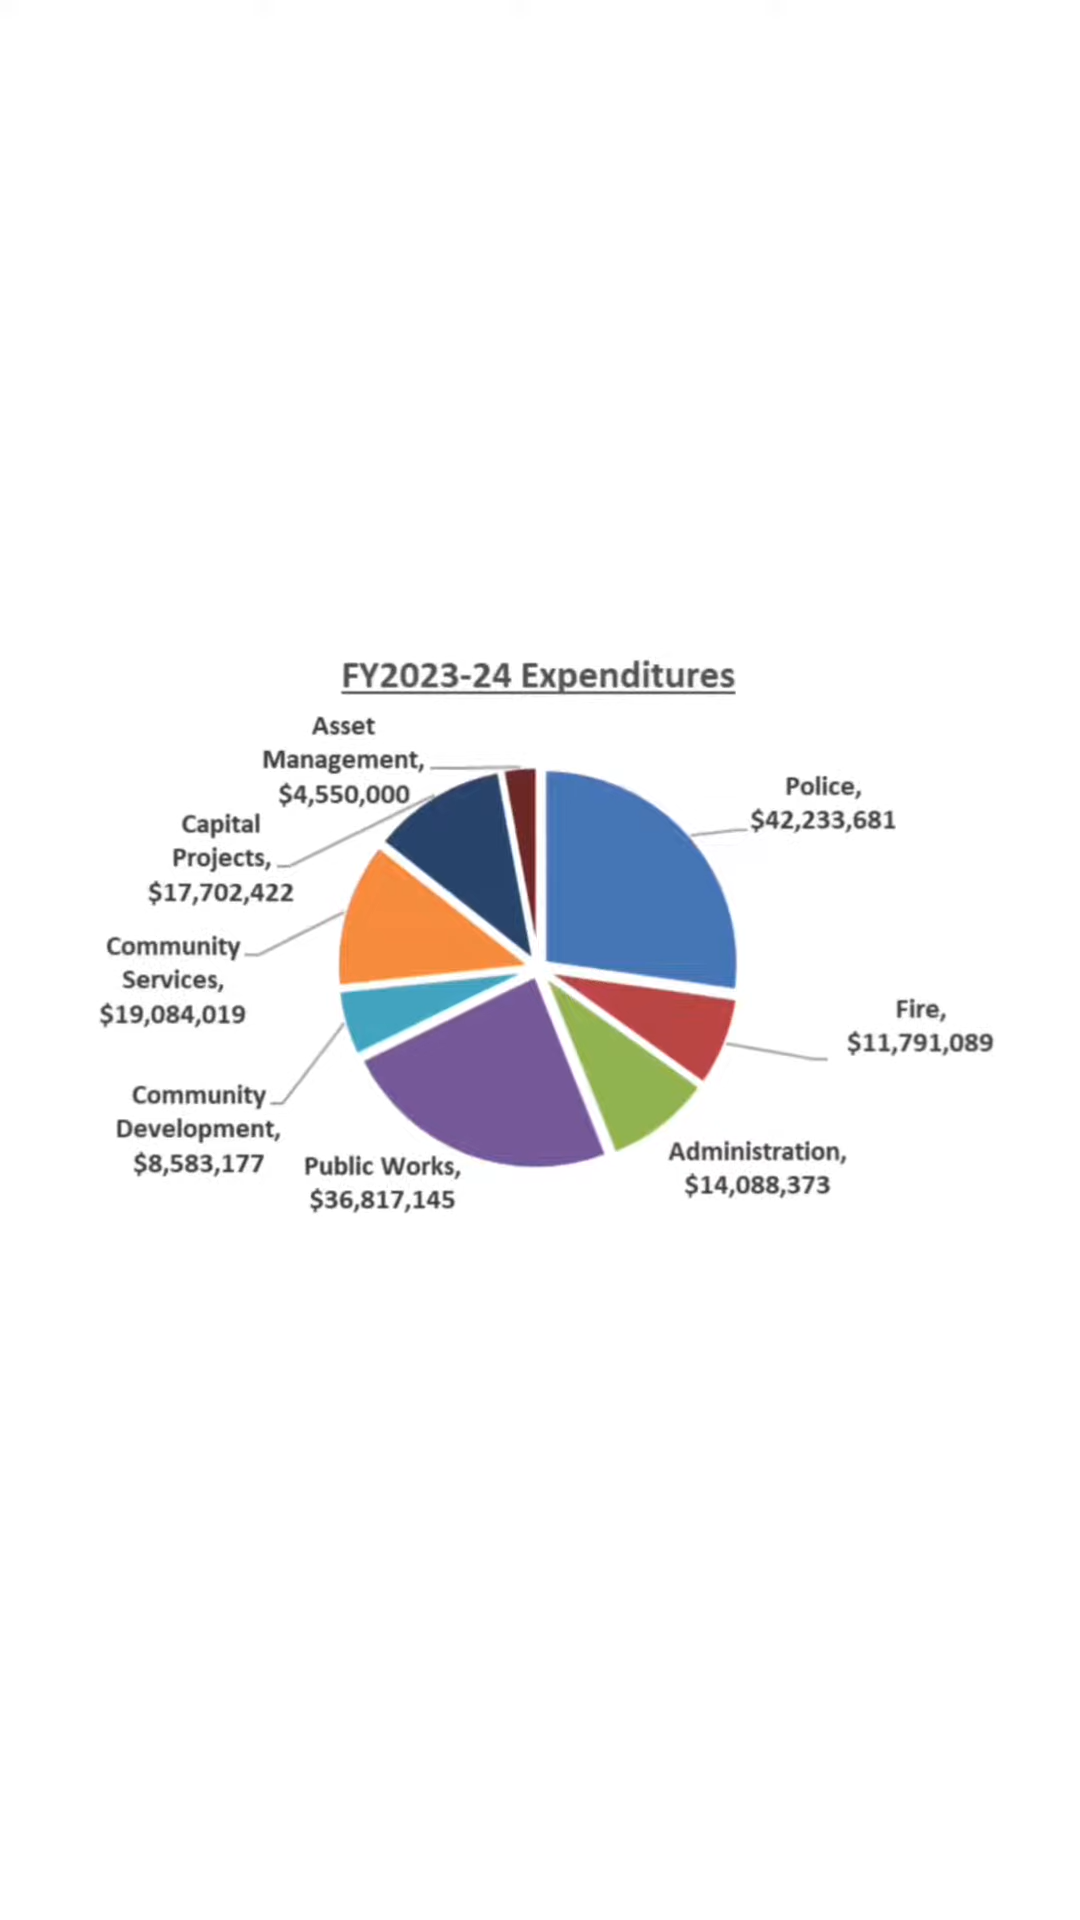 FY2023-24 Expenditures
Asset
Management,
$4,550,000
Police,
$42,233,681
Capital
Projects,
$17,702,422
Community
Services,
$19,084,019
Fire,
$11,791,089
Community
Development,
$8,583,177
Public Works,
$36,817,145
Administration,
$14,088,373